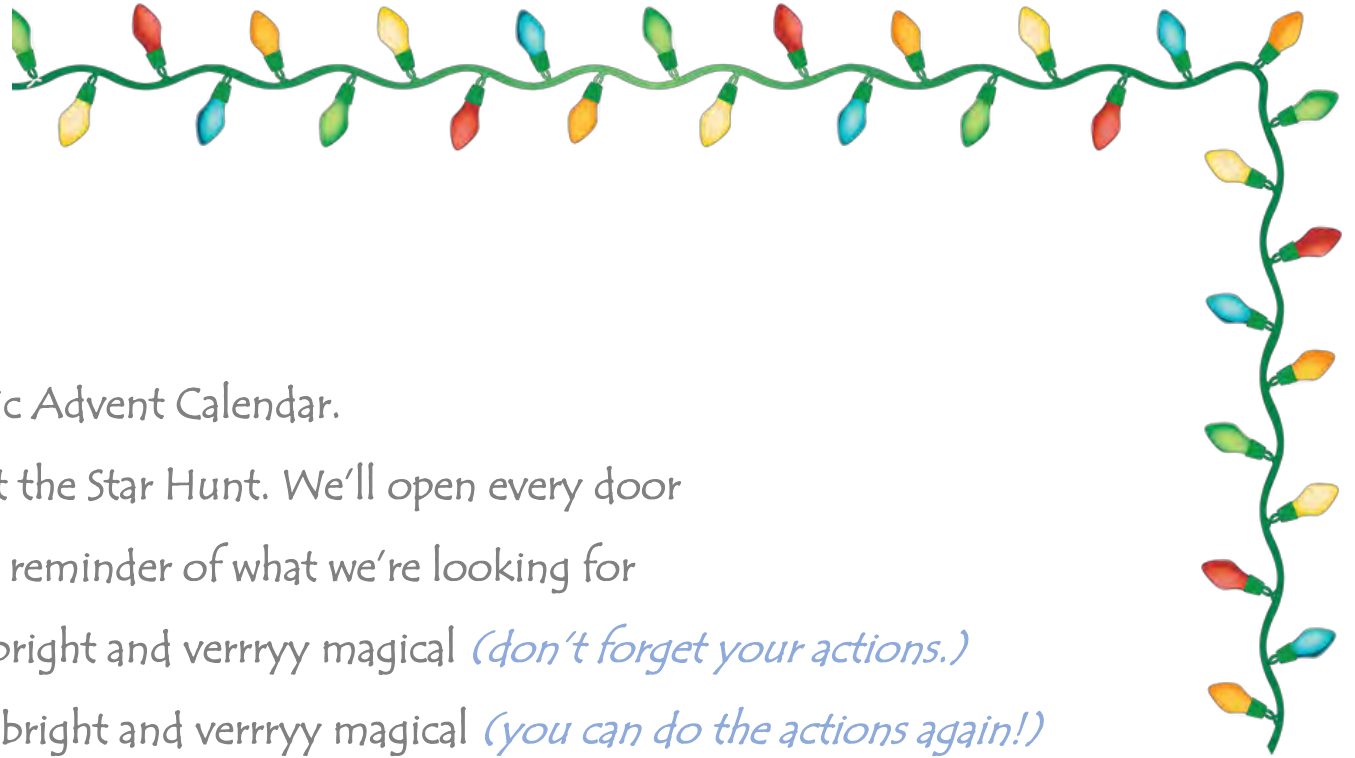 Advent Calendar.
the Star Hunt. We'll open every door
reminder of what we're looking for
bright and verrryy magical (don't forget your actions.)
bright and verrryy magical (you can do the actions again!)